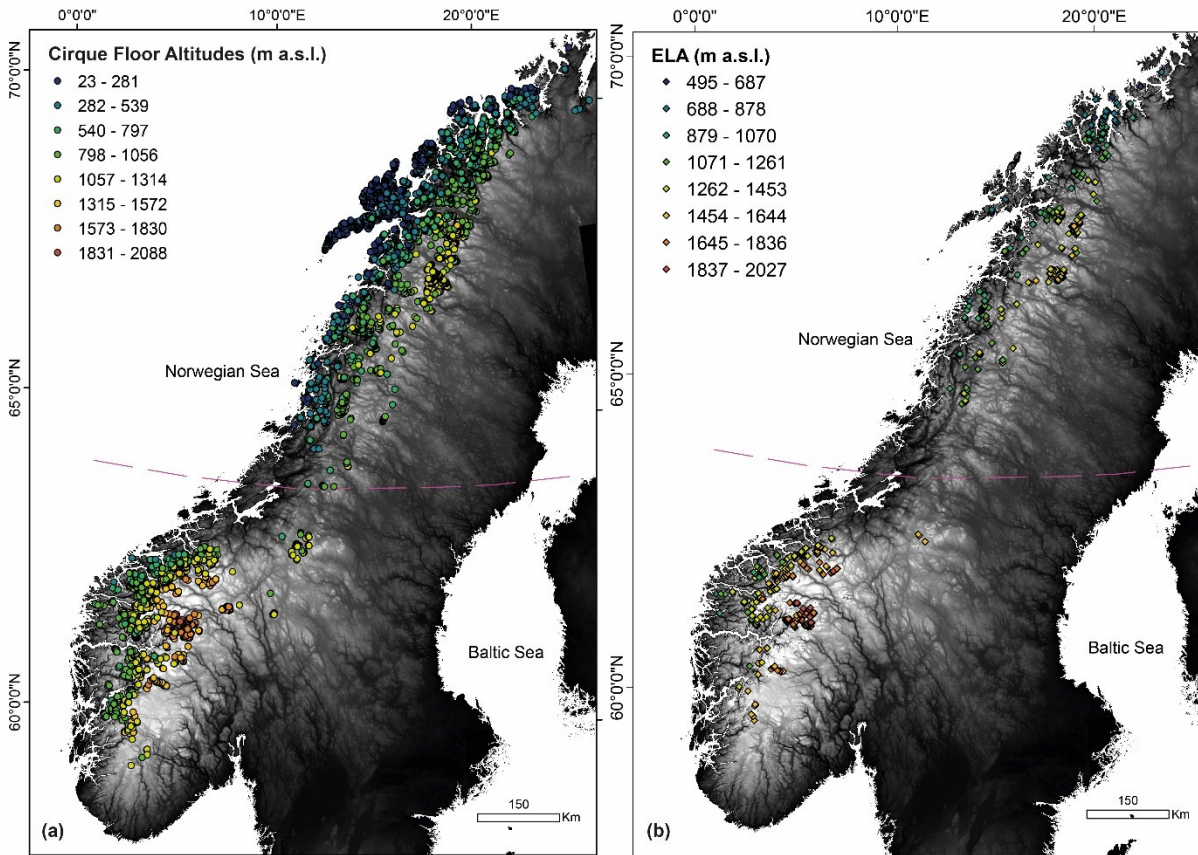 0°0'0"
10°0'0"E
20°0'0"E
Cirque Floor Altitudes (m a.s.l.)
23 - 281
282 - 539
540 - 797
798 - 1056
1057 - 1314
1315 - 1572
1573 - 1830
1831 - 2088
70°0'0"N
65°0'0"N
60°0'0"N
Norwegian Sea
Baltic Sea
150
Km
(a)
0°0'0"
10°0'0"E
20°0'0"E
ELA (m a.s.l.)
495 - 687
688 - 878
879 - 1070
1071 - 1261
1262 - 1453
1454 - 1644
1645 - 1836
1837 - 2027
70°0'0"N
65°0'0"N
60°0'0"N
Norwegian Sea
Baltic Sea
150
Km
(b)